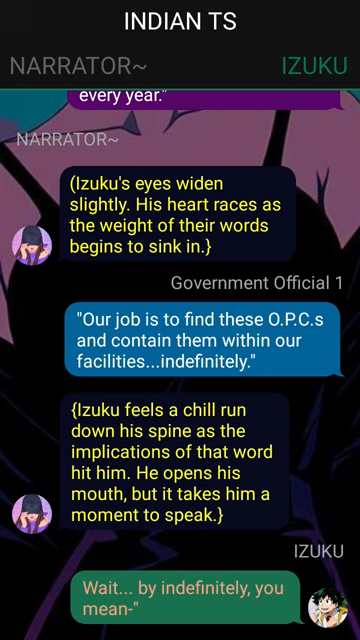 INDIAN TS
NARRATOR~ IZUKU
every year."
NARRATOR~
(Izuku's eyes widen
slightly. His heart races as
the weight of their words
begins to sink in.}
Government Official 1
"Our job is to find these O.P.C.s
and contain them within our
facilities...indefinitely."
{Izuku feels a chill run
down his spine as the
implications of that word
hit him. He opens his
mouth, but it takes him a
moment to speak.}
IZUKU
Wait... by indefinitely, you
mean-"